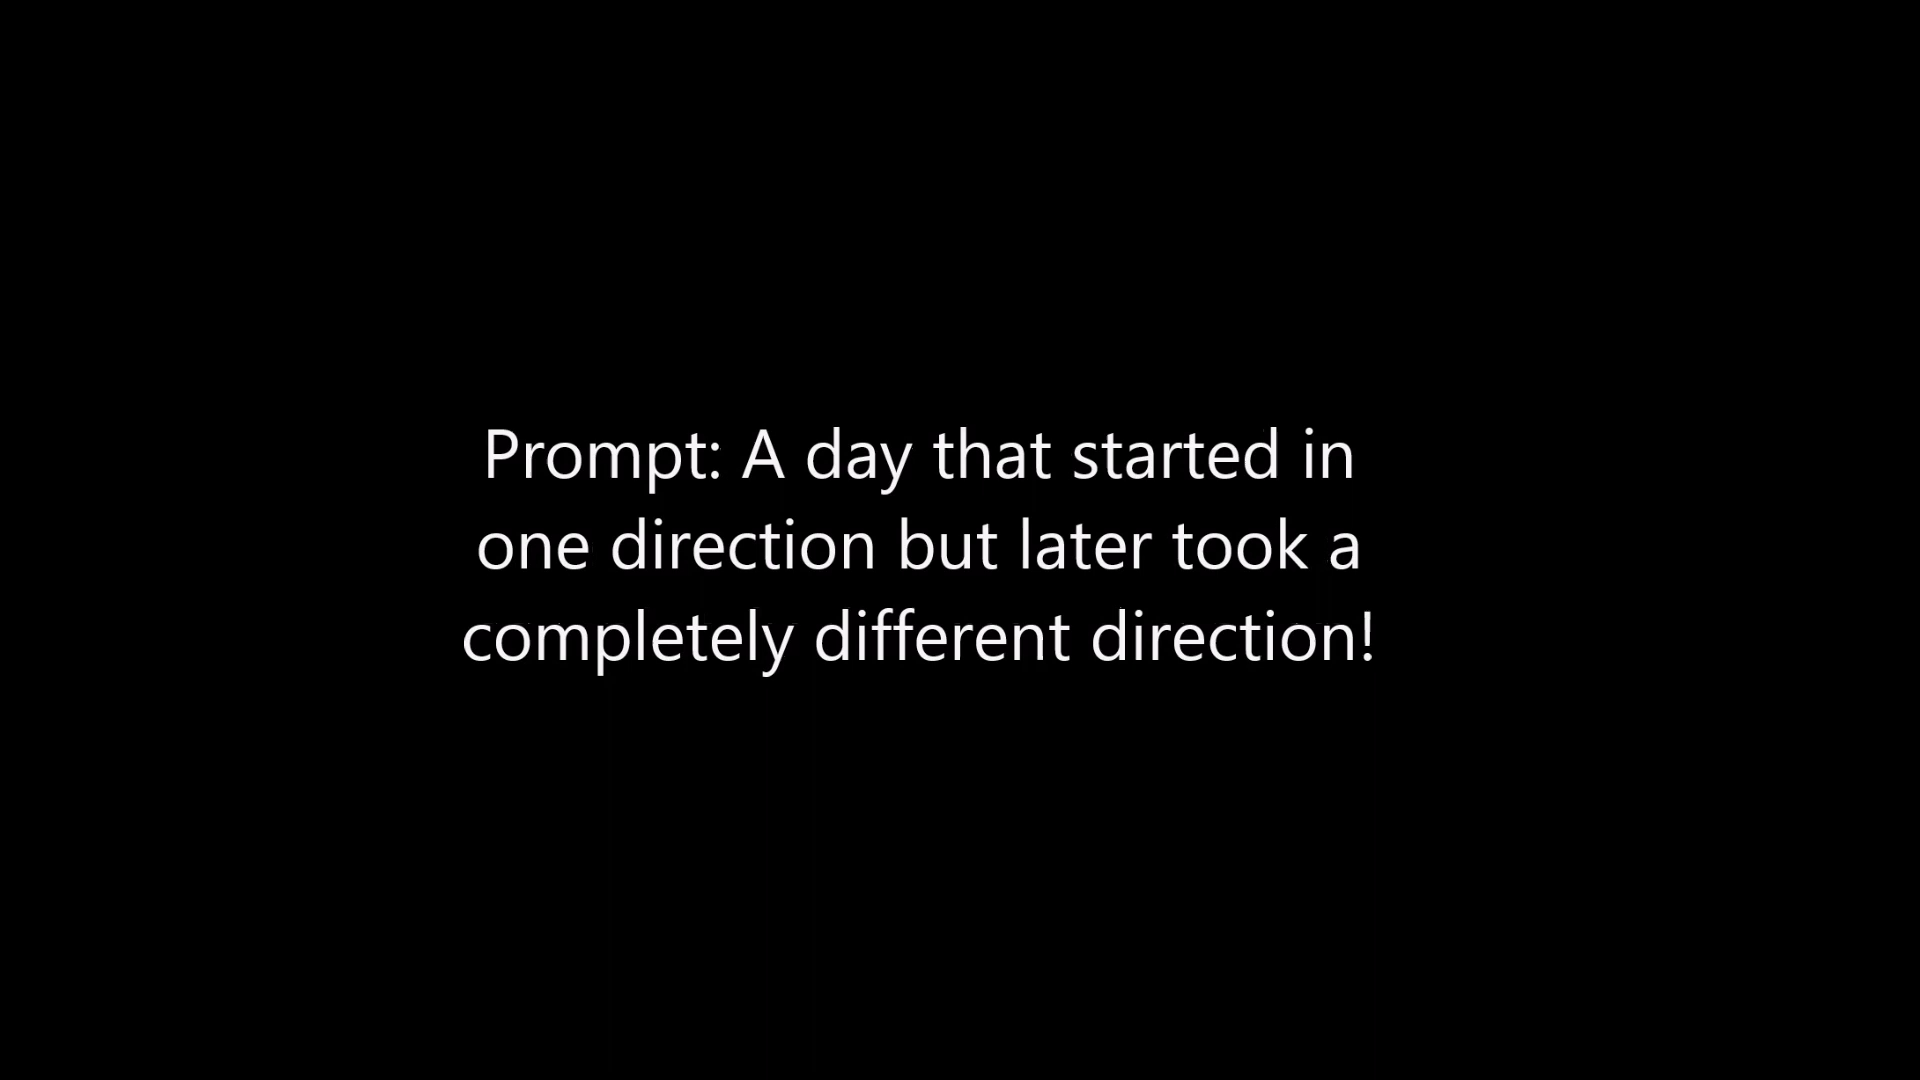 Prompt: A day that started in
one direction but later took a
completely different direction!